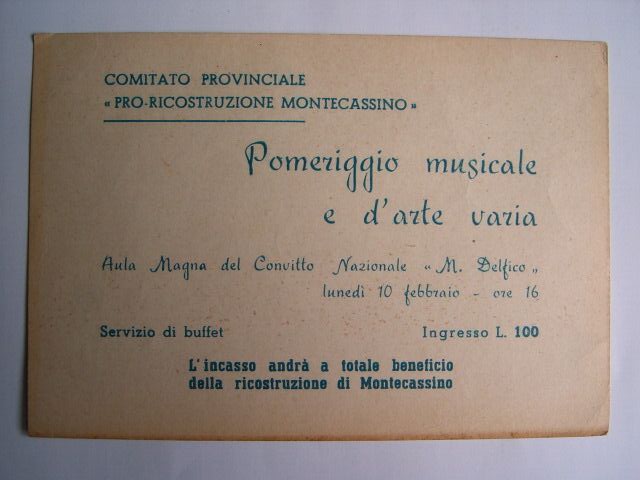 COMITATO PROVINCIALE
« PRO-RICOSTRUZIONE MONTECASSINO »
Pomeriggio musicale
e d'arte varia
Aula Magna del Convitto Nazionale « M. Delfico »
lunedì 10 febbraio - ore 16
Servizio di buffet Ingresso L. 100
L'incasso andrà a totale beneficio
della ricostruzione di Montecassino